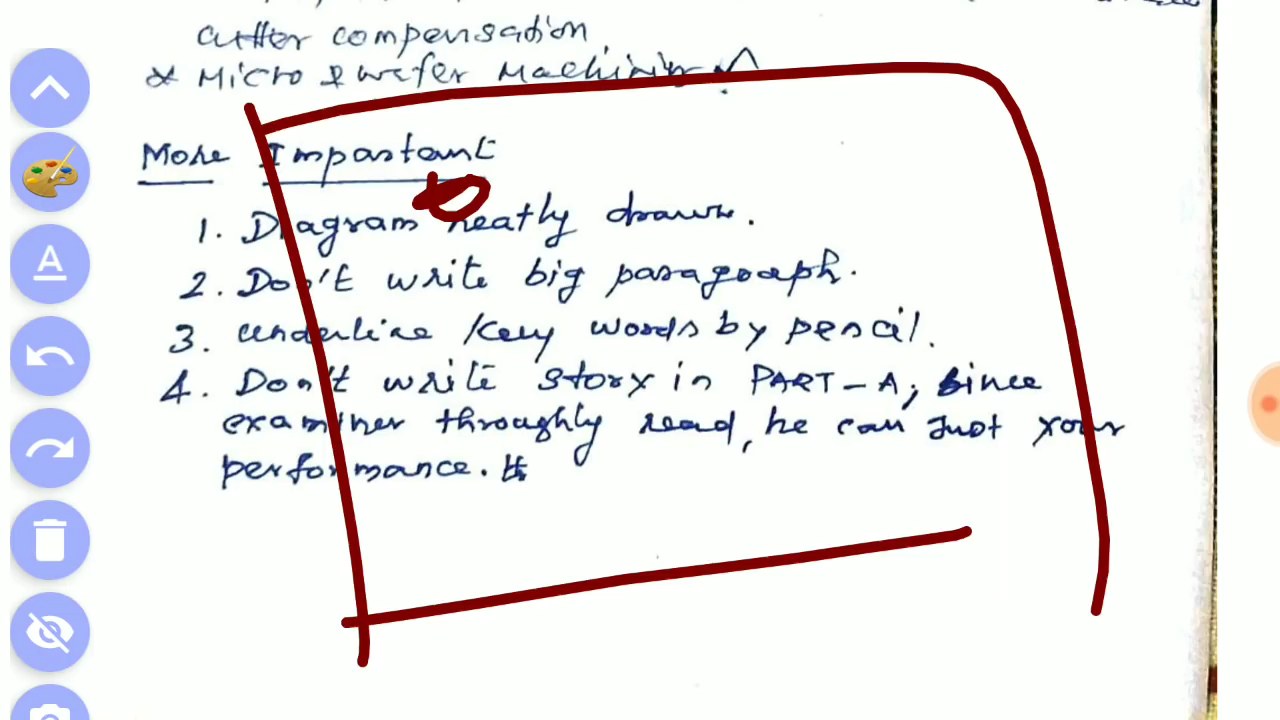 cutter compensation
* Micro & wafer Machining
More Important
1. Diagram neatly drawn.
2. Don't write big paragraph.
3. underline key words by pencil.
4. Don't write story in PART-A; since
examiner throughly read, he can Just your
performance.
A